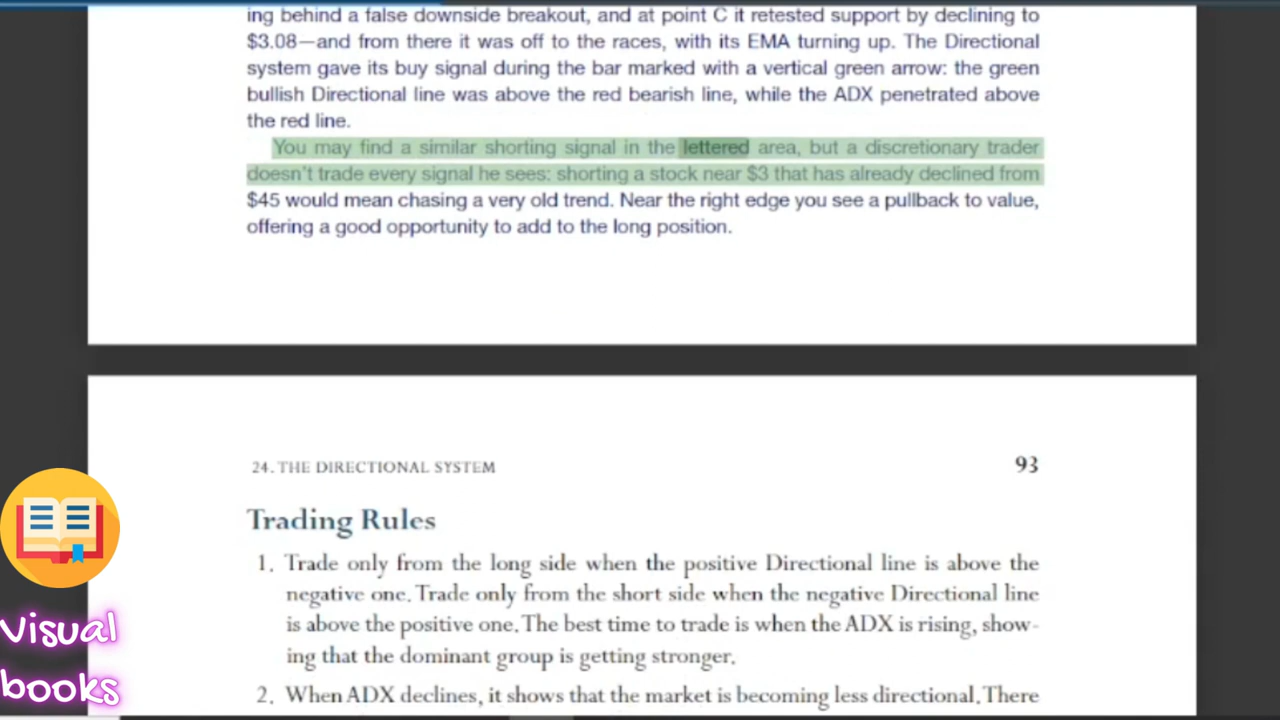 ing behind a false downside breakout, and at point C it retested support by declining to
$3.08—and from there it was off to the races, with its EMA turning up. The Directional
system gave its buy signal during the bar marked with a vertical green arrow: the green
bullish Directional line was above the red bearish line, while the ADX penetrated above
the red line.
You may find a similar shorting signal in the lettered area, but a discretionary trader
doesn't trade every signal he sees: shorting a stock near $3 that has already declined from
$45 would mean chasing a very old trend. Near the right edge you see a pullback to value,
offering a good opportunity to add to the long position.
24. THE DIRECTIONAL SYSTEM 93
Trading Rules
1. Trade only from the long side when the positive Directional line is above the
negative one. Trade only from the short side when the negative Directional line
is above the positive one. The best time to trade is when the ADX is rising, show-
ing that the dominant group is getting stronger.
2. When ADX declines, it shows that the market is becoming less directional. There
Visual
books